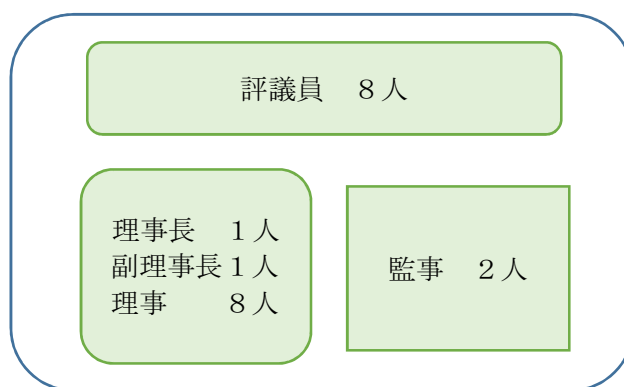 評議員　８人
理事長　１人
副理事長１人
理事　　８人
監事　２人